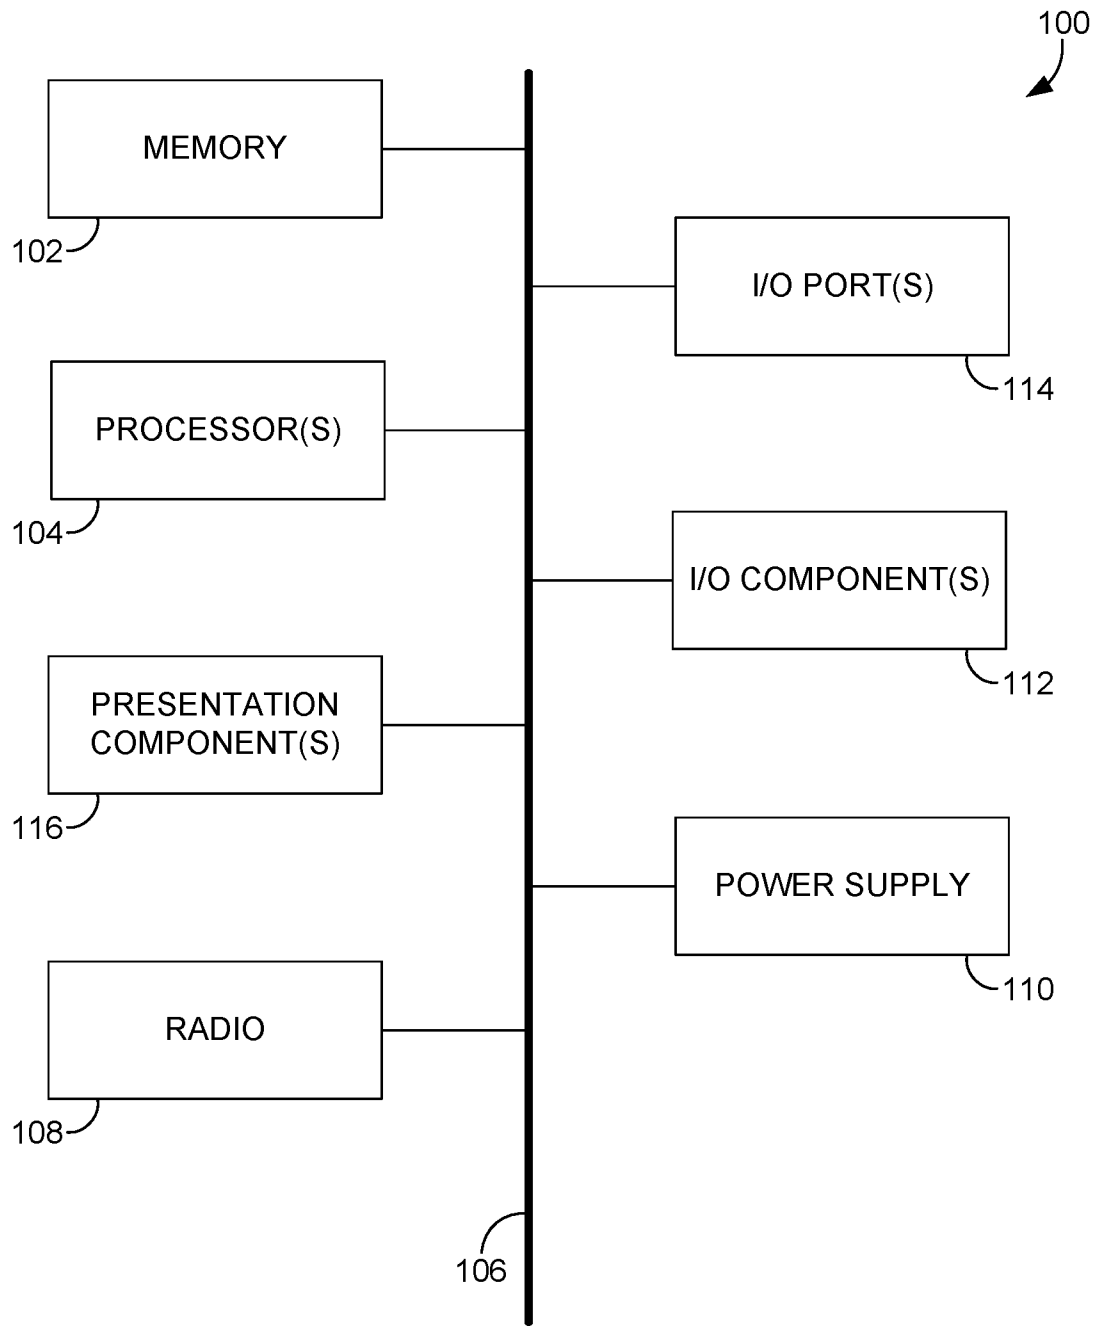 100
MEMORY
102
I/O PORT(S)
114
PROCESSOR(S)
104
I/O COMPONENT(S)
112
PRESENTATION
COMPONENT(S)
116
POWER SUPPLY
110
RADIO
108
106